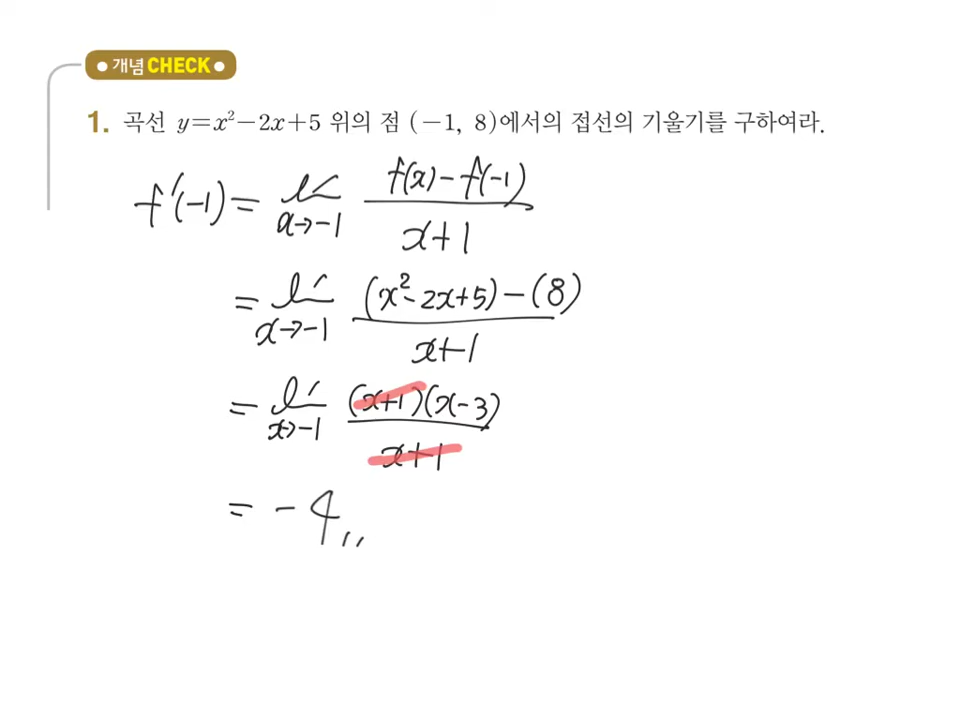 개념 CHECK
1. 곡선 y=x²-2x+5 위의 점 (-1, 8)에서의 접선의 기울기를 구하여라.
f'(-1) = lim x→-1 (f(x)-f(-1))/(x+1)
= lim x→-1 ((x²-2x+5)-(8))/(x+1)
= lim x→-1 ((x+1)(x-3))/(x+1)
= -4